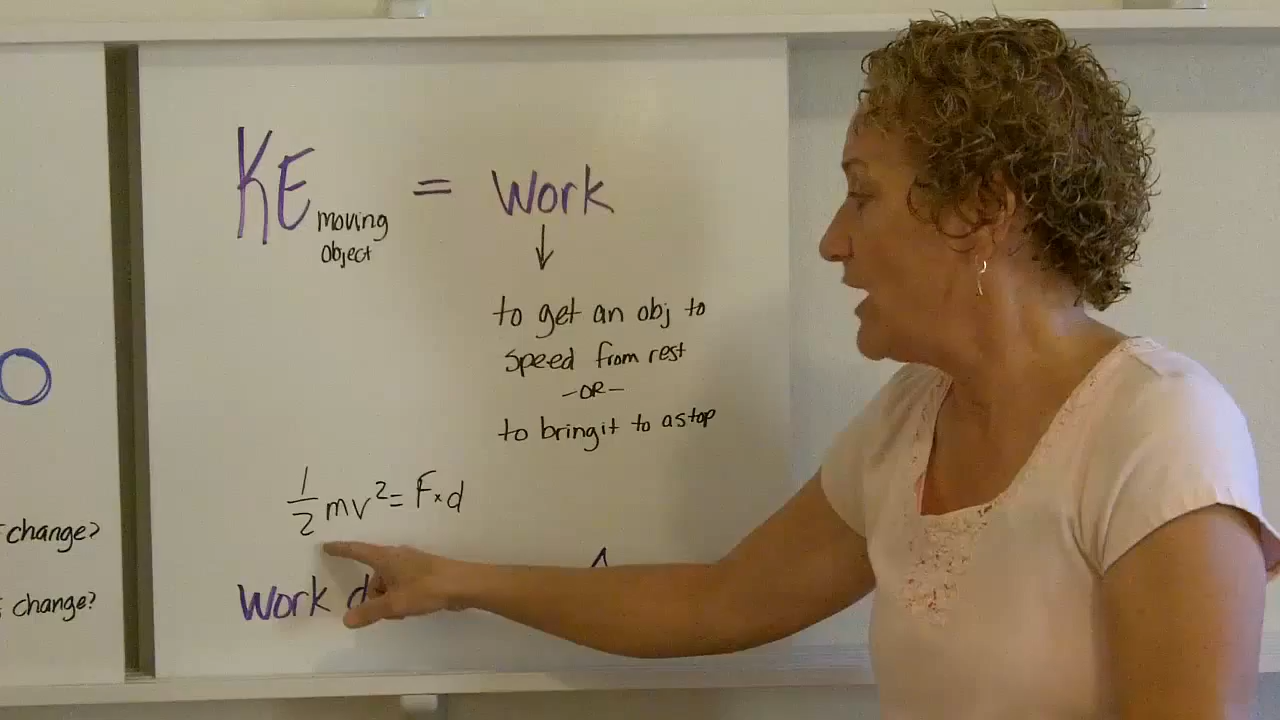 KE moving object = Work
↓
to get an obj to
speed from rest
-OR-
to bring it to a stop
1/2 mv² = F×d
Work
change?
change?